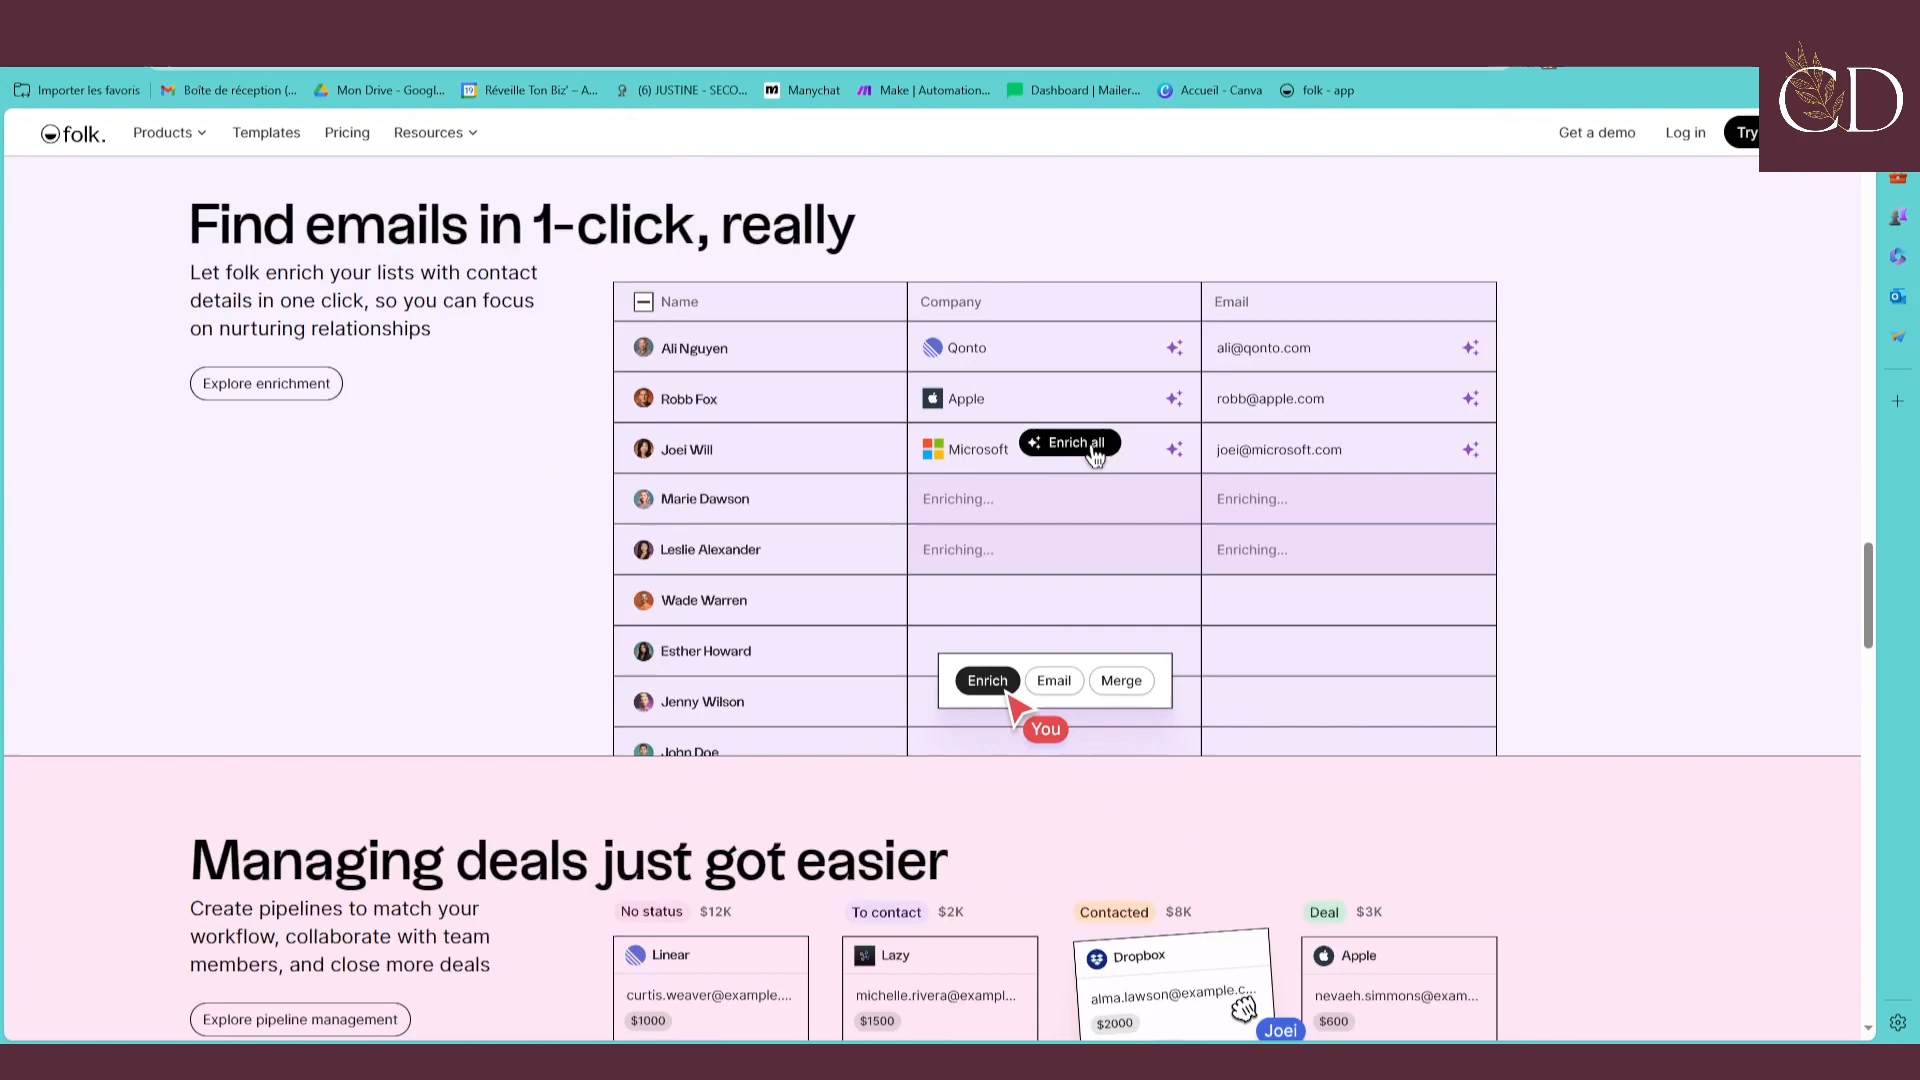 Importer les favoris
Boîte de réception (...
Mon Drive - Googl...
19
Réveille Ton Biz' – A...
(6) JUSTINE - SECO...
Manychat
Make | Automation...
Dashboard | Mailer...
Accueil - Canva
folk - app
CD
folk.
Products
Templates
Pricing
Resources
Get a demo
Log in
Try
Find emails in 1-click, really
Let folk enrich your lists with contact
details in one click, so you can focus
on nurturing relationships
Explore enrichment
Name Company Email
Ali Nguyen Qonto ali@qonto.com
Robb Fox Apple robb@apple.com
Joei Will Microsoft Enrich all joei@microsoft.com
Marie Dawson Enriching... Enriching...
Leslie Alexander Enriching... Enriching...
Wade Warren
Esther Howard
Enrich Email Merge
Jenny Wilson
You
John Doe
Managing deals just got easier
Create pipelines to match your
workflow, collaborate with team
members, and close more deals
Explore pipeline management
No status $12K
Linear
curtis.weaver@example....
$1000
To contact $2K
Lazy
michelle.rivera@exampl...
$1500
Contacted $8K
Dropbox
alma.lawson@example.c...
$2000
Joei
Deal $3K
Apple
nevaeh.simmons@exam...
$600